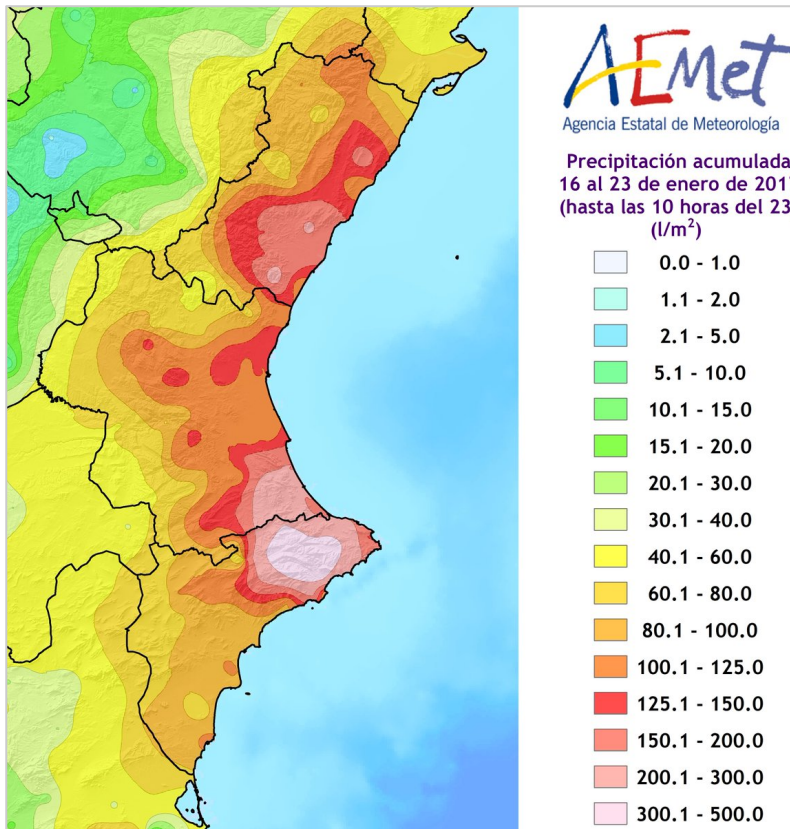 AEMet
Agencia Estatal de Meteorología
Precipitación acumulada
16 al 23 de enero de 201
(hasta las 10 horas del 23
(l/m²)
0.0 - 1.0
1.1 - 2.0
2.1 - 5.0
5.1 - 10.0
10.1 - 15.0
15.1 - 20.0
20.1 - 30.0
30.1 - 40.0
40.1 - 60.0
60.1 - 80.0
80.1 - 100.0
100.1 - 125.0
125.1 - 150.0
150.1 - 200.0
200.1 - 300.0
300.1 - 500.0